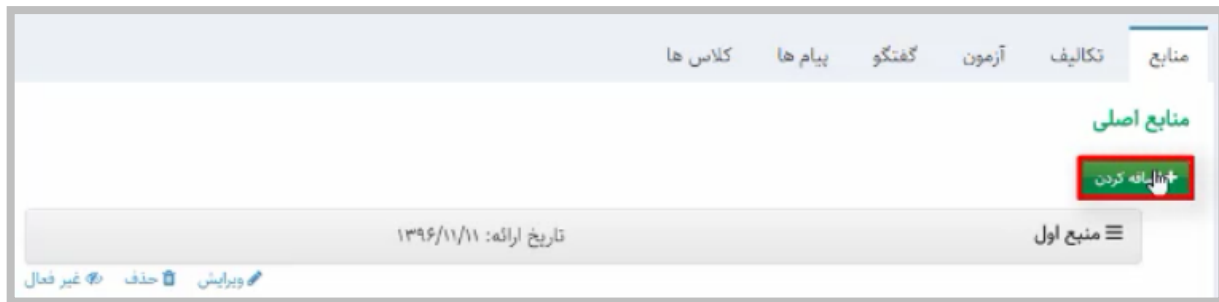 منابع تکالیف آزمون گفتگو پیام ها کلاس ها
منابع اصلی
اضافه کردن
منبع اول تاریخ ارائه: ۱۳۹۶/۱۱/۱۱
ویرایش حذف غیر فعال